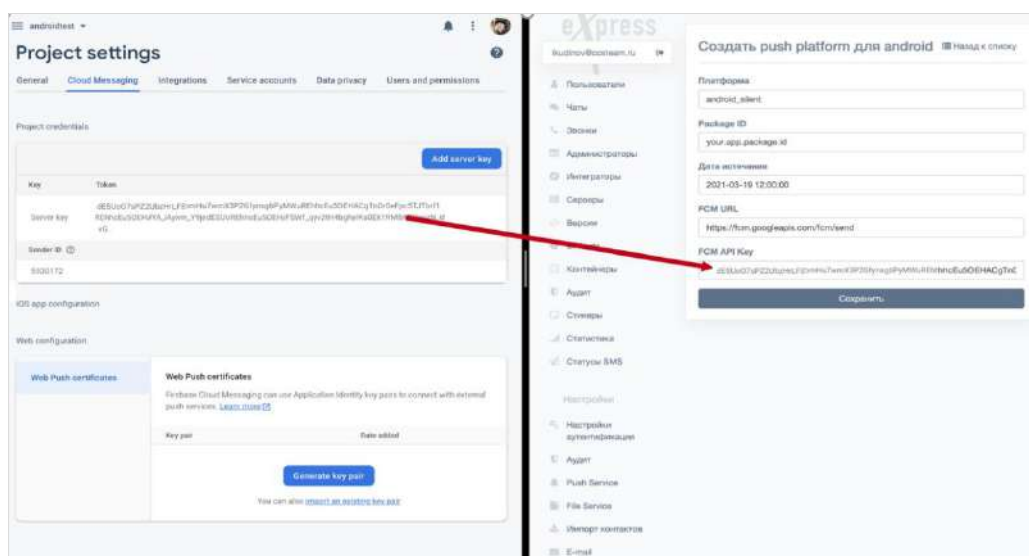 androidtest
Project settings
General Cloud Messaging Integrations Service accounts Data privacy Users and permissions
Project credentials
Add server key
Key Token
Server key
Sender ID
iOS app configuration
Web configuration
Web Push certificates
Web Push certificates
Firebase Cloud Messaging can use Application Identity key pairs to connect with external
push services. Learn more
Key pair Date added
Generate key pair
You can also import an existing key pair
eXpress
Пользователи
Чаты
Звонки
Администраторы
Интеграторы
Серверы
Версии
Контейнеры
Аудит
Стикеры
Статистика
Статусы SMS
Настройки
Настройки
аутентификации
Аудит
Push Service
File Service
Импорт контактов
E-mail
Создать push platform для android
Назад к списку
Платформа
android_silent
Package ID
your.app.package.id
Дата истечения
2021-03-19 12:00:00
FCM URL
https://fcm.googleapis.com/fcm/send
FCM API Key
Сохранить